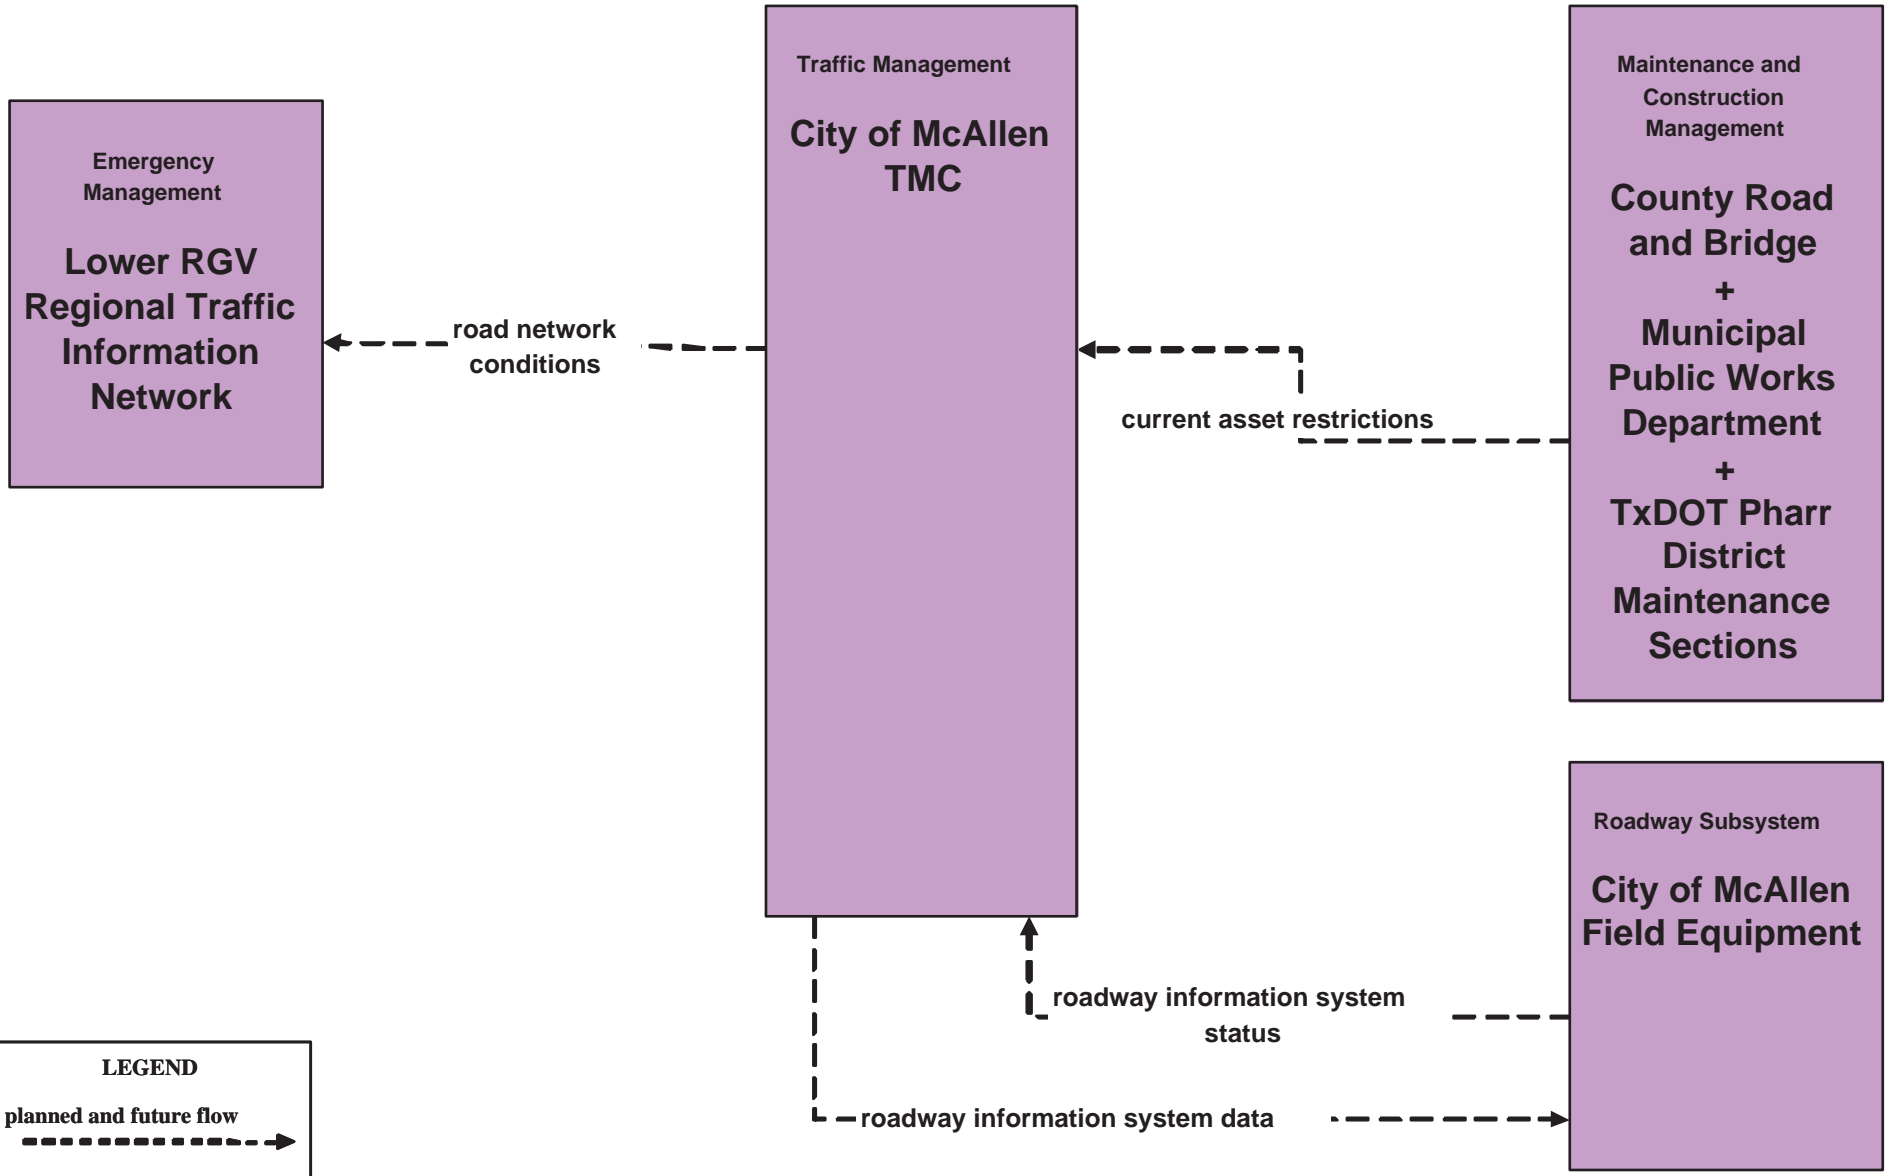 Emergency
Management
Lower RGV
Regional Traffic
Information
Network
road network
conditions
Traffic Management
City of McAllen
TMC
current asset restrictions
Maintenance and
Construction
Management
County Road
and Bridge
+
Municipal
Public Works
Department
+
TxDOT Pharr
District
Maintenance
Sections
Roadway Subsystem
City of McAllen
Field Equipment
roadway information system
status
roadway information system data
LEGEND
planned and future flow